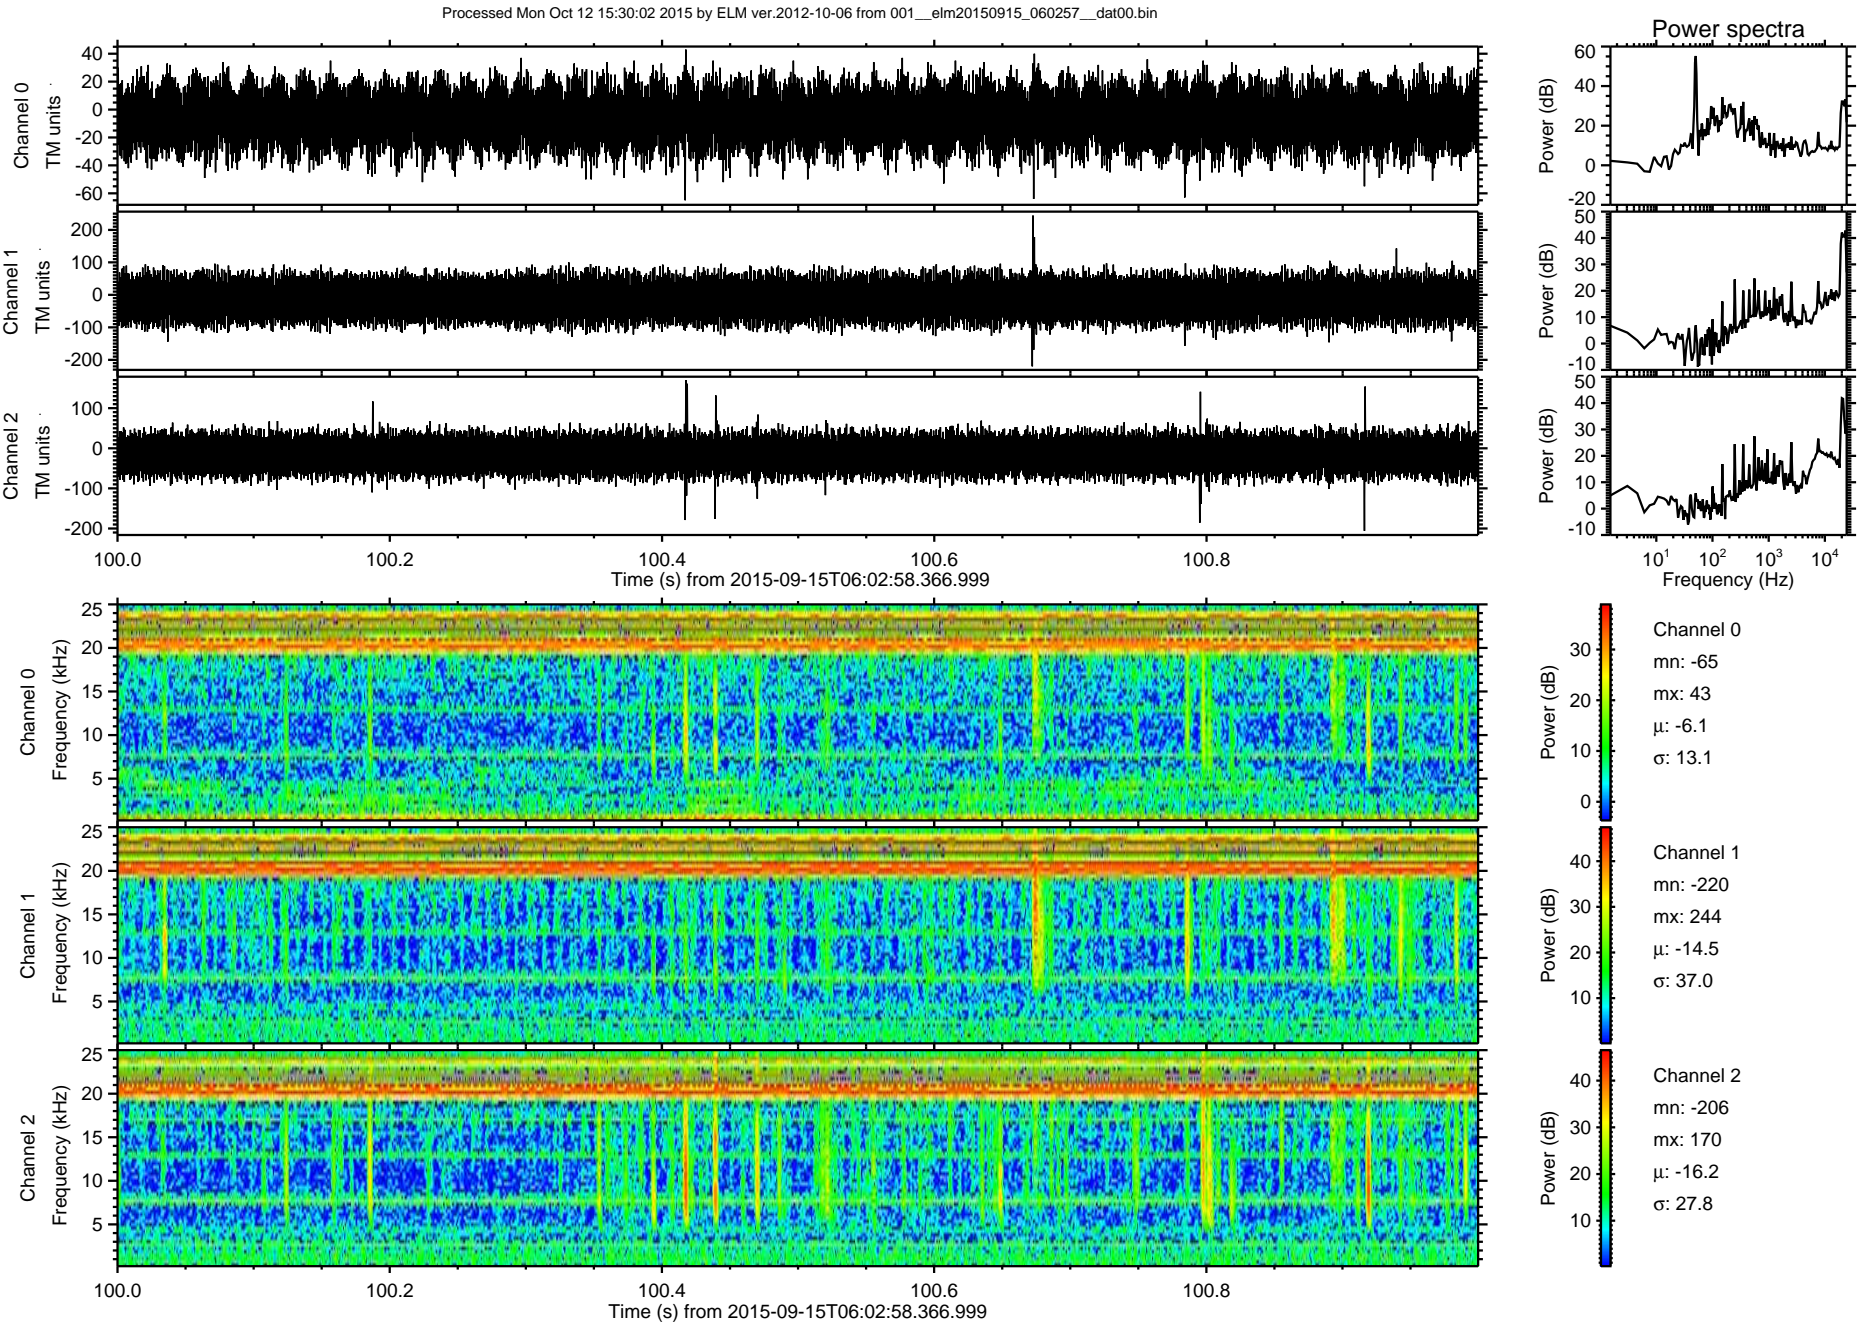 Processed Mon Oct 12 15:30:02 2015 by ELM ver.2012-10-06 from 001__elm20150915_060257__dat00.bin
Power spectra
Channel 0
TM units
40
20
0
-20
-40
-60
Power (dB)
60
40
20
0
-20
Channel 1
TM units
200
100
0
-100
-200
Power (dB)
50
40
30
20
10
0
-10
Channel 2
TM units
100
0
-100
-200
Power (dB)
50
40
30
20
10
0
-10
100.0 100.2 100.4 100.6 100.8
Time (s) from 2015-09-15T06:02:58.366.999
10¹ 10² 10³ 10⁴
Frequency (Hz)
Channel 0
Frequency (kHz)
25
20
15
10
5
Power (dB)
30
20
10
0
Channel 0
mn: -65
mx: 43
µ: -6.1
σ: 13.1
Channel 1
Frequency (kHz)
25
20
15
10
5
Power (dB)
40
30
20
10
Channel 1
mn: -220
mx: 244
µ: -14.5
σ: 37.0
Channel 2
Frequency (kHz)
25
20
15
10
5
Power (dB)
40
30
20
10
Channel 2
mn: -206
mx: 170
µ: -16.2
σ: 27.8
100.0 100.2 100.4 100.6 100.8
Time (s) from 2015-09-15T06:02:58.366.999